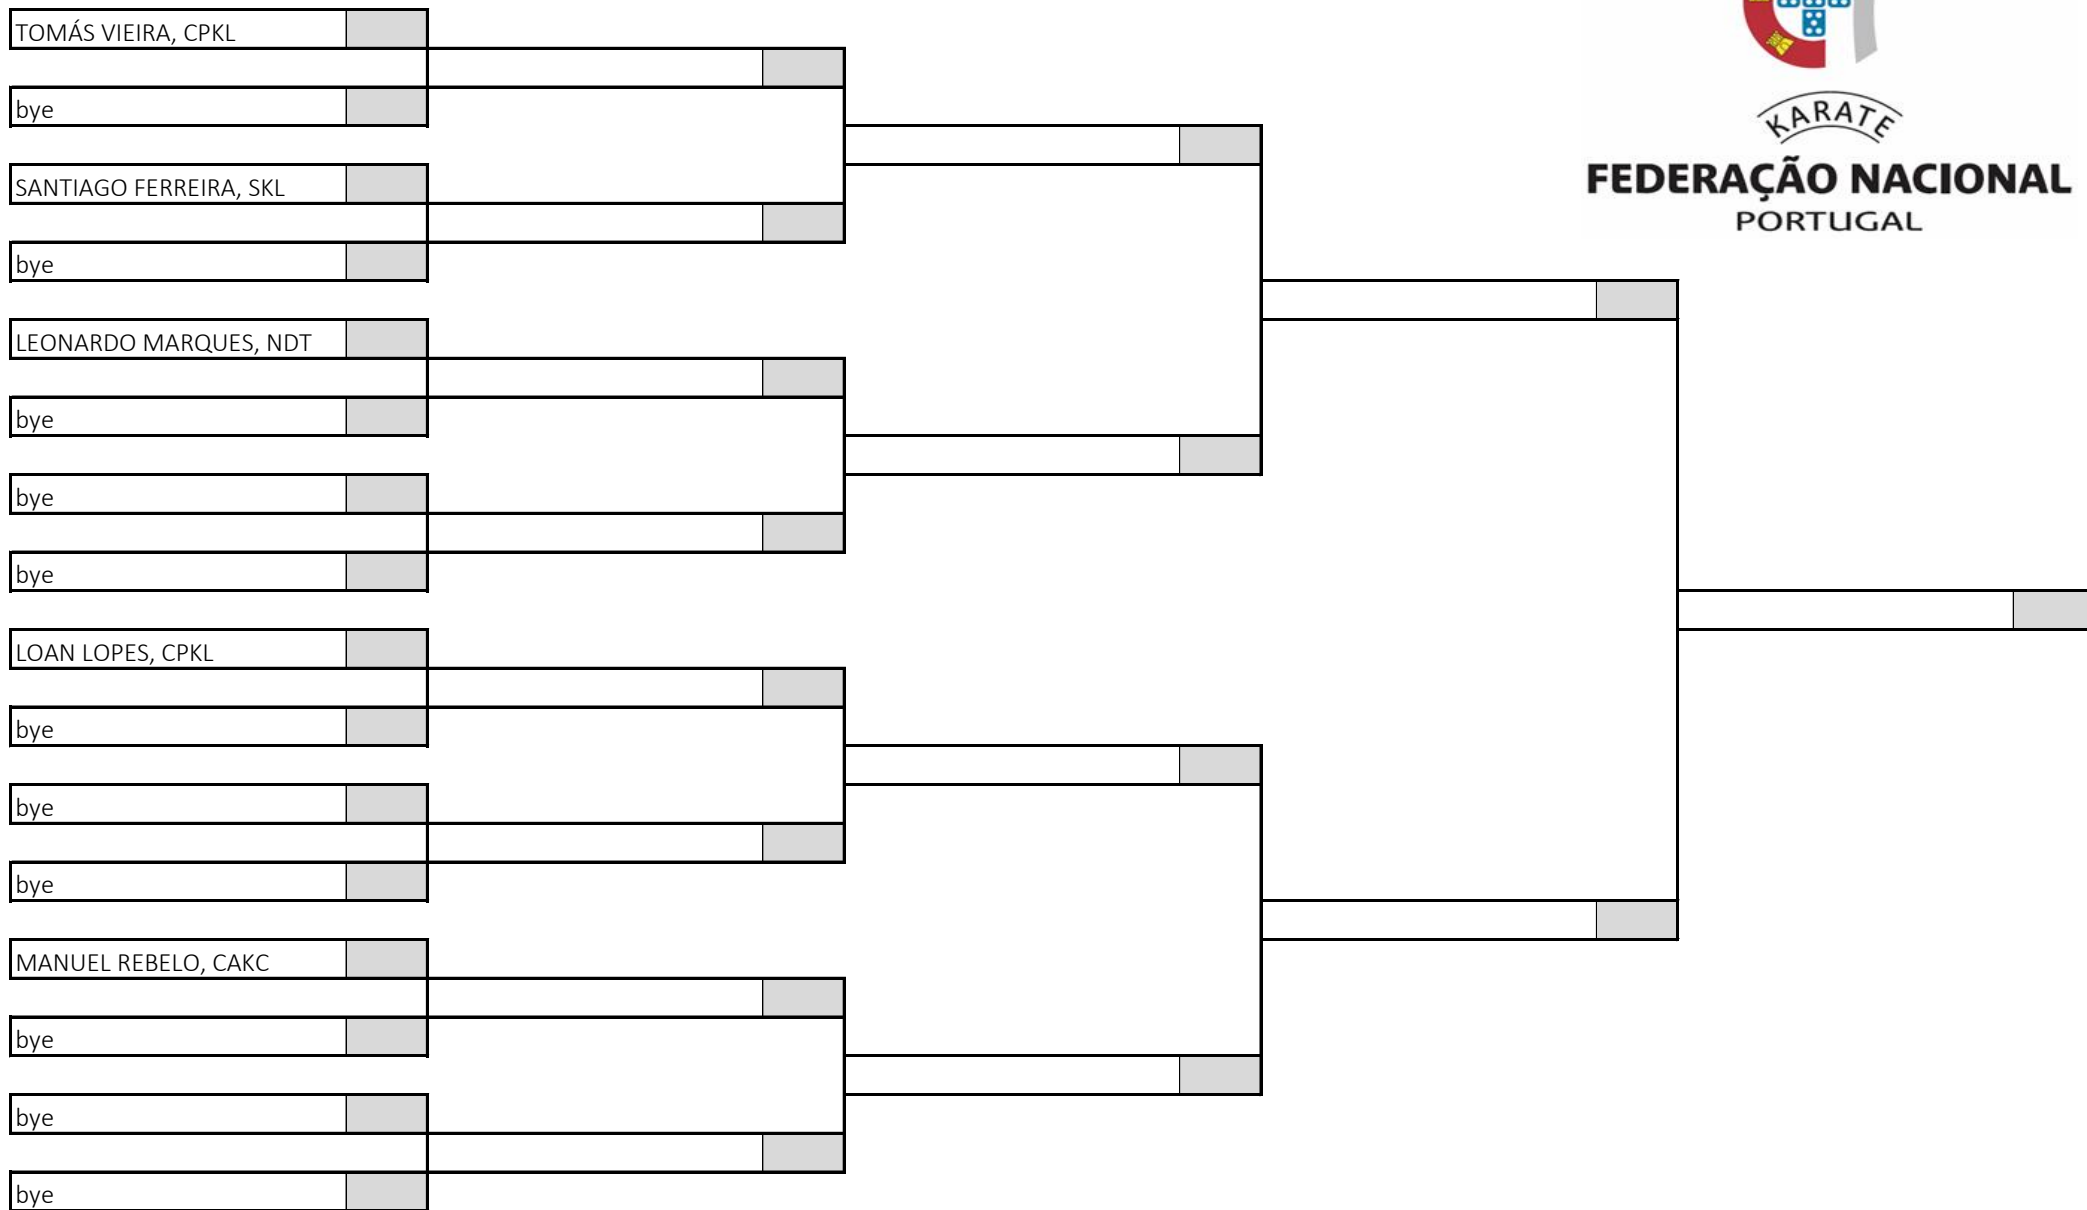 TOMÁS VIEIRA, CPKL
bye
SANTIAGO FERREIRA, SKL
bye
LEONARDO MARQUES, NDT
bye
bye
bye
LOAN LOPES, CPKL
bye
bye
bye
MANUEL REBELO, CAKC
bye
bye
bye
KARATE
FEDERAÇÃO NACIONAL
PORTUGAL